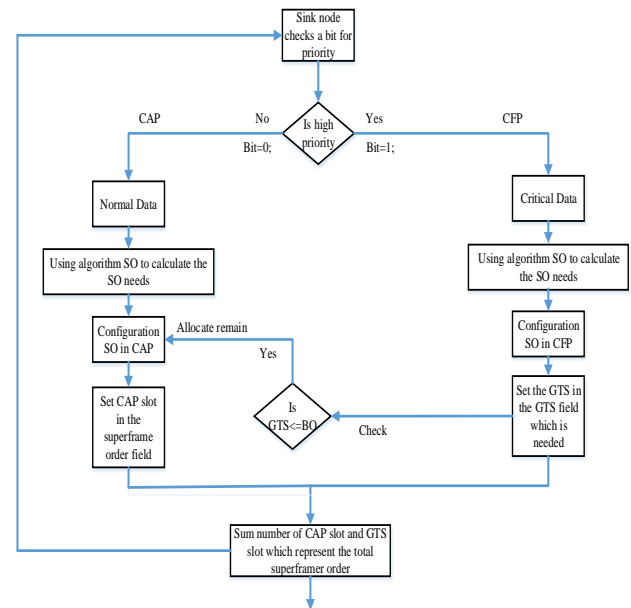 Sink node
checks a bit for
priority
CAP
No
Yes
CFP
Is high
priority
Bit=0;
Bit=1;
Normal Data
Critical Data
Using algorithm SO to calculate the
SO needs
Using algorithm SO to calculate
the SO needs
Configuration
SO in CAP
Allocate remain
Yes
Configuration
SO in CFP
Set CAP slot
in the
superframe
order field
Is
GTS<=BO
Check
Set the GTS in
the GTS field
which is
needed
Sum number of CAP slot and GTS
slot which represent the total
superframer order